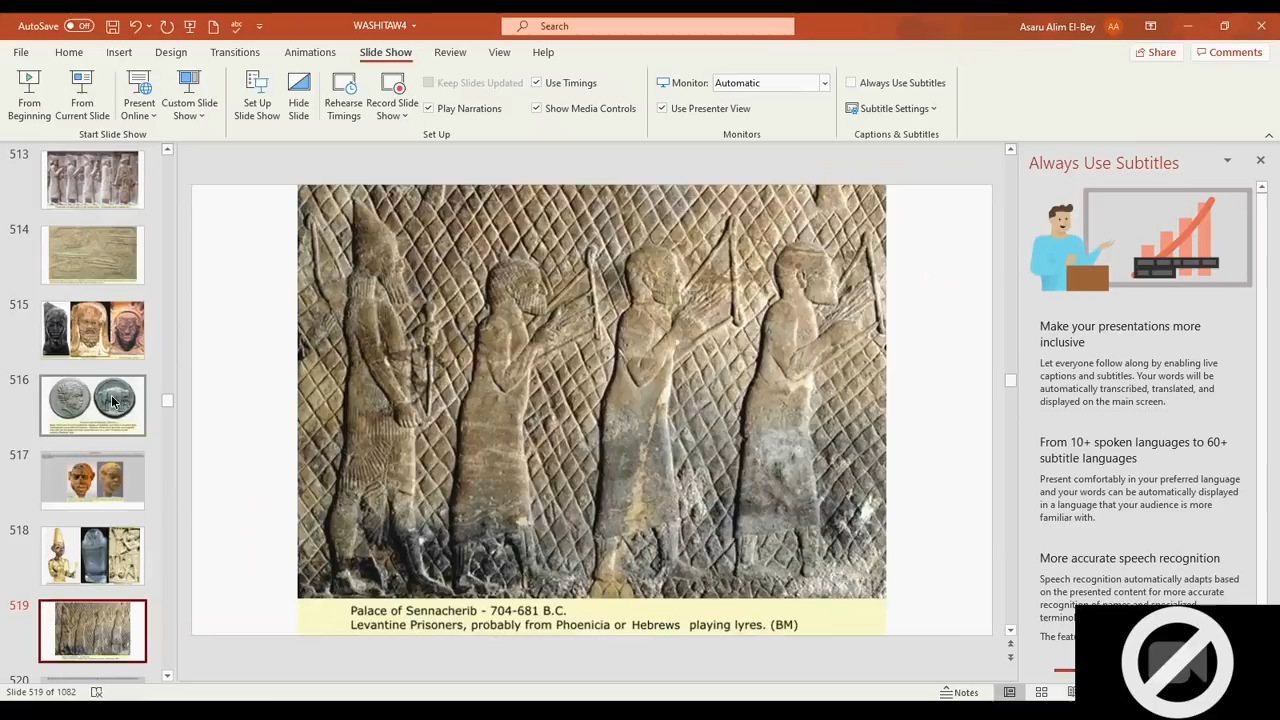 AutoSave Off WASHITAW4 Search Asaru Alim El-Bey AA
File Home Insert Design Transitions Animations Slide Show Review View Help Share Comments
From Beginning
From Current Slide
Present Online
Custom Slide Show
Start Slide Show
Set Up Slide Show
Hide Slide
Rehearse Timings
Record Slide Show
Keep Slides Updated
Play Narrations
Use Timings
Show Media Controls
Set Up
Monitor: Automatic
Use Presenter View
Monitors
Always Use Subtitles
Subtitle Settings
Captions & Subtitles
513
514
515
516
517
518
519
520
Palace of Sennacherib - 704-681 B.C.
Levantine Prisoners, probably from Phoenicia or Hebrews playing lyres. (BM)
Always Use Subtitles
Make your presentations more
inclusive
Let everyone follow along by enabling live
captions and subtitles. Your words will be
automatically transcribed, translated, and
displayed on the main screen.
From 10+ spoken languages to 60+
subtitle languages
Present comfortably in your preferred language
and your words can be automatically displayed
in a language that your audience is more
familiar with.
More accurate speech recognition
Speech recognition automatically adapts based
on the presented content for more accurate
recognition of names and specialized
The
Slide 519 of 1082
Notes